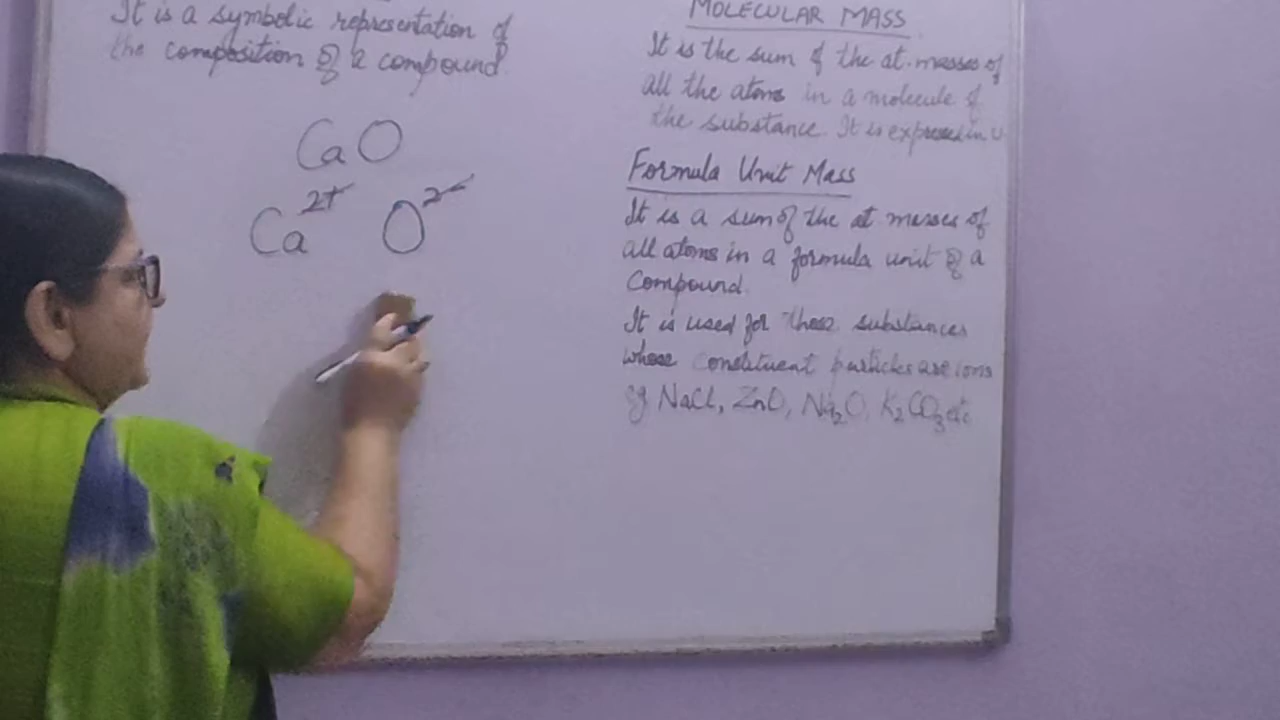 It is a symbolic representation of
the composition of a compound
CaO
Ca²⁺ O²⁻
MOLECULAR MASS
It is the sum of the at. masses of
all the atoms in a molecule of
the substance. It is expressed in u
Formula Unit Mass
It is a sum of the at masses of
all atoms in a formula unit of a
Compound.
It is used for those substances
whose constituent particles are ions
eg NaCl, ZnO, Na₂O, K₂CO₃ etc